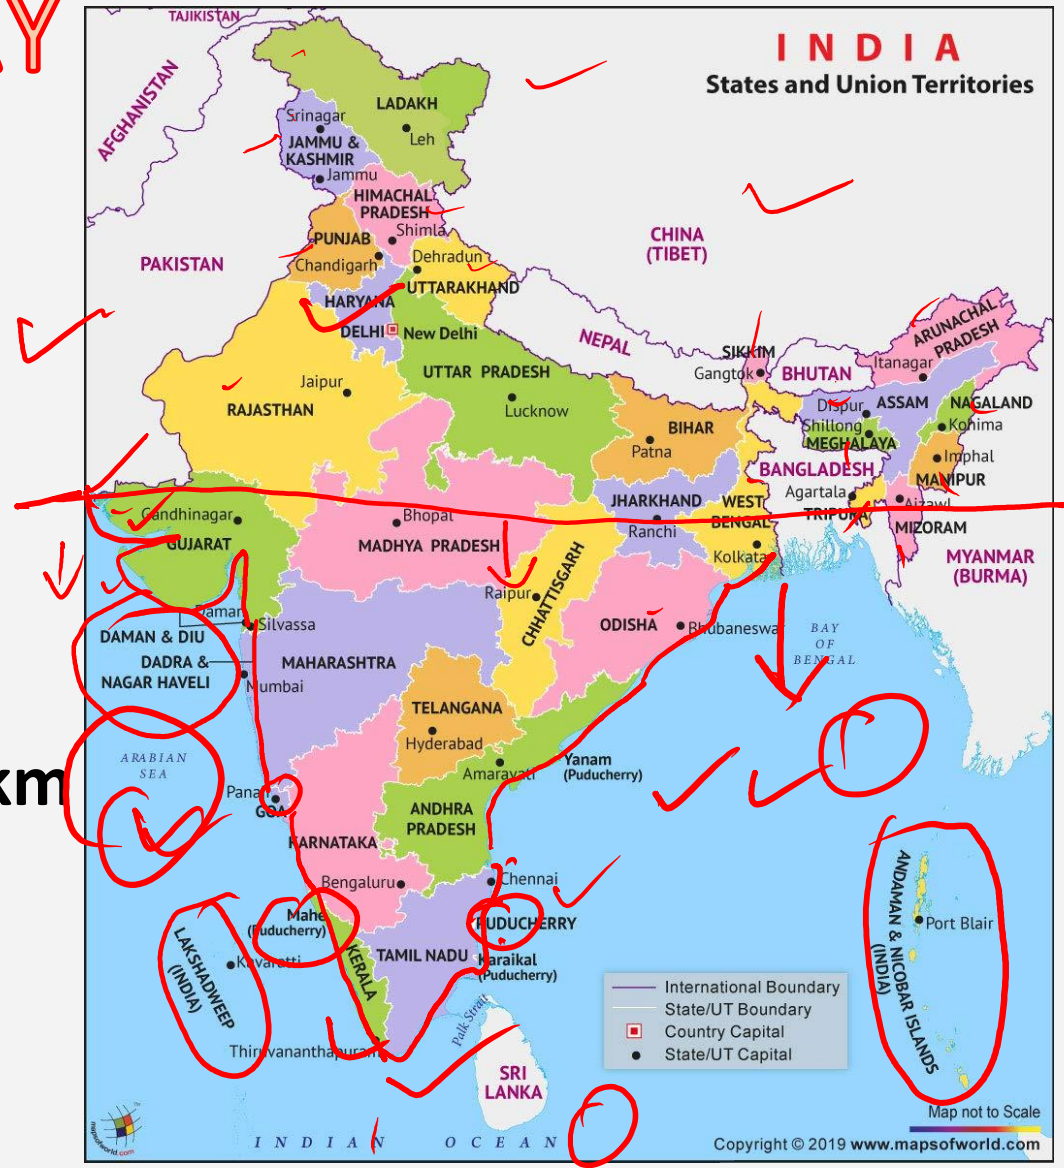 AY
TAJIKISTAN
AFGHANISTAN
INDIA
States and Union Territories
LADAKH
Leh
Srinagar
JAMMU &
KASHMIR
Jammu
HIMACHAL
PRADESH
Shimla
PUNJAB
Chandigarh
Dehradun
UTTARAKHAND
PAKISTAN
CHINA
(TIBET)
HARYANA
DELHI
New Delhi
NEPAL
SIKKIM
Gangtok
BHUTAN
ARUNACHAL
PRADESH
Itanagar
Jaipur
RAJASTHAN
UTTAR PRADESH
Lucknow
BIHAR
Patna
Dispur
ASSAM
NAGALAND
Kohima
Shillong
MEGHALAYA
Imphal
MANIPUR
BANGLADESH
Agartala
TRIPURA
Aizawl
MIZORAM
MYANMAR
(BURMA)
Gandhinagar
GUJARAT
Bhopal
MADHYA PRADESH
JHARKHAND
Ranchi
WEST
BENGAL
Kolkata
Raipur
CHHATTISGARH
ODISHA
Bhubaneswar
BAY
OF
BENGAL
Daman
Silvassa
DAMAN & DIU
DADRA &
NAGAR HAVELI
Mumbai
MAHARASHTRA
TELANGANA
Hyderabad
Amaravati
Yanam
(Puducherry)
ARABIAN
SEA
km
Panaji
GOA
KARNATAKA
Bengaluru
ANDHRA
PRADESH
Chennai
Mahe
(Puducherry)
PUDUCHERRY
LAKSHADWEEP
(INDIA)
Kavaratti
KERALA
TAMIL NADU
Karaikal
(Puducherry)
Thiruvananthapuram
Palk Strait
SRI
LANKA
ANDAMAN & NICOBAR ISLANDS
(INDIA)
Port Blair
International Boundary
State/UT Boundary
Country Capital
State/UT Capital
INDIAN OCEAN
Map not to Scale
mapsofworld.com
Copyright © 2019 www.mapsofworld.com